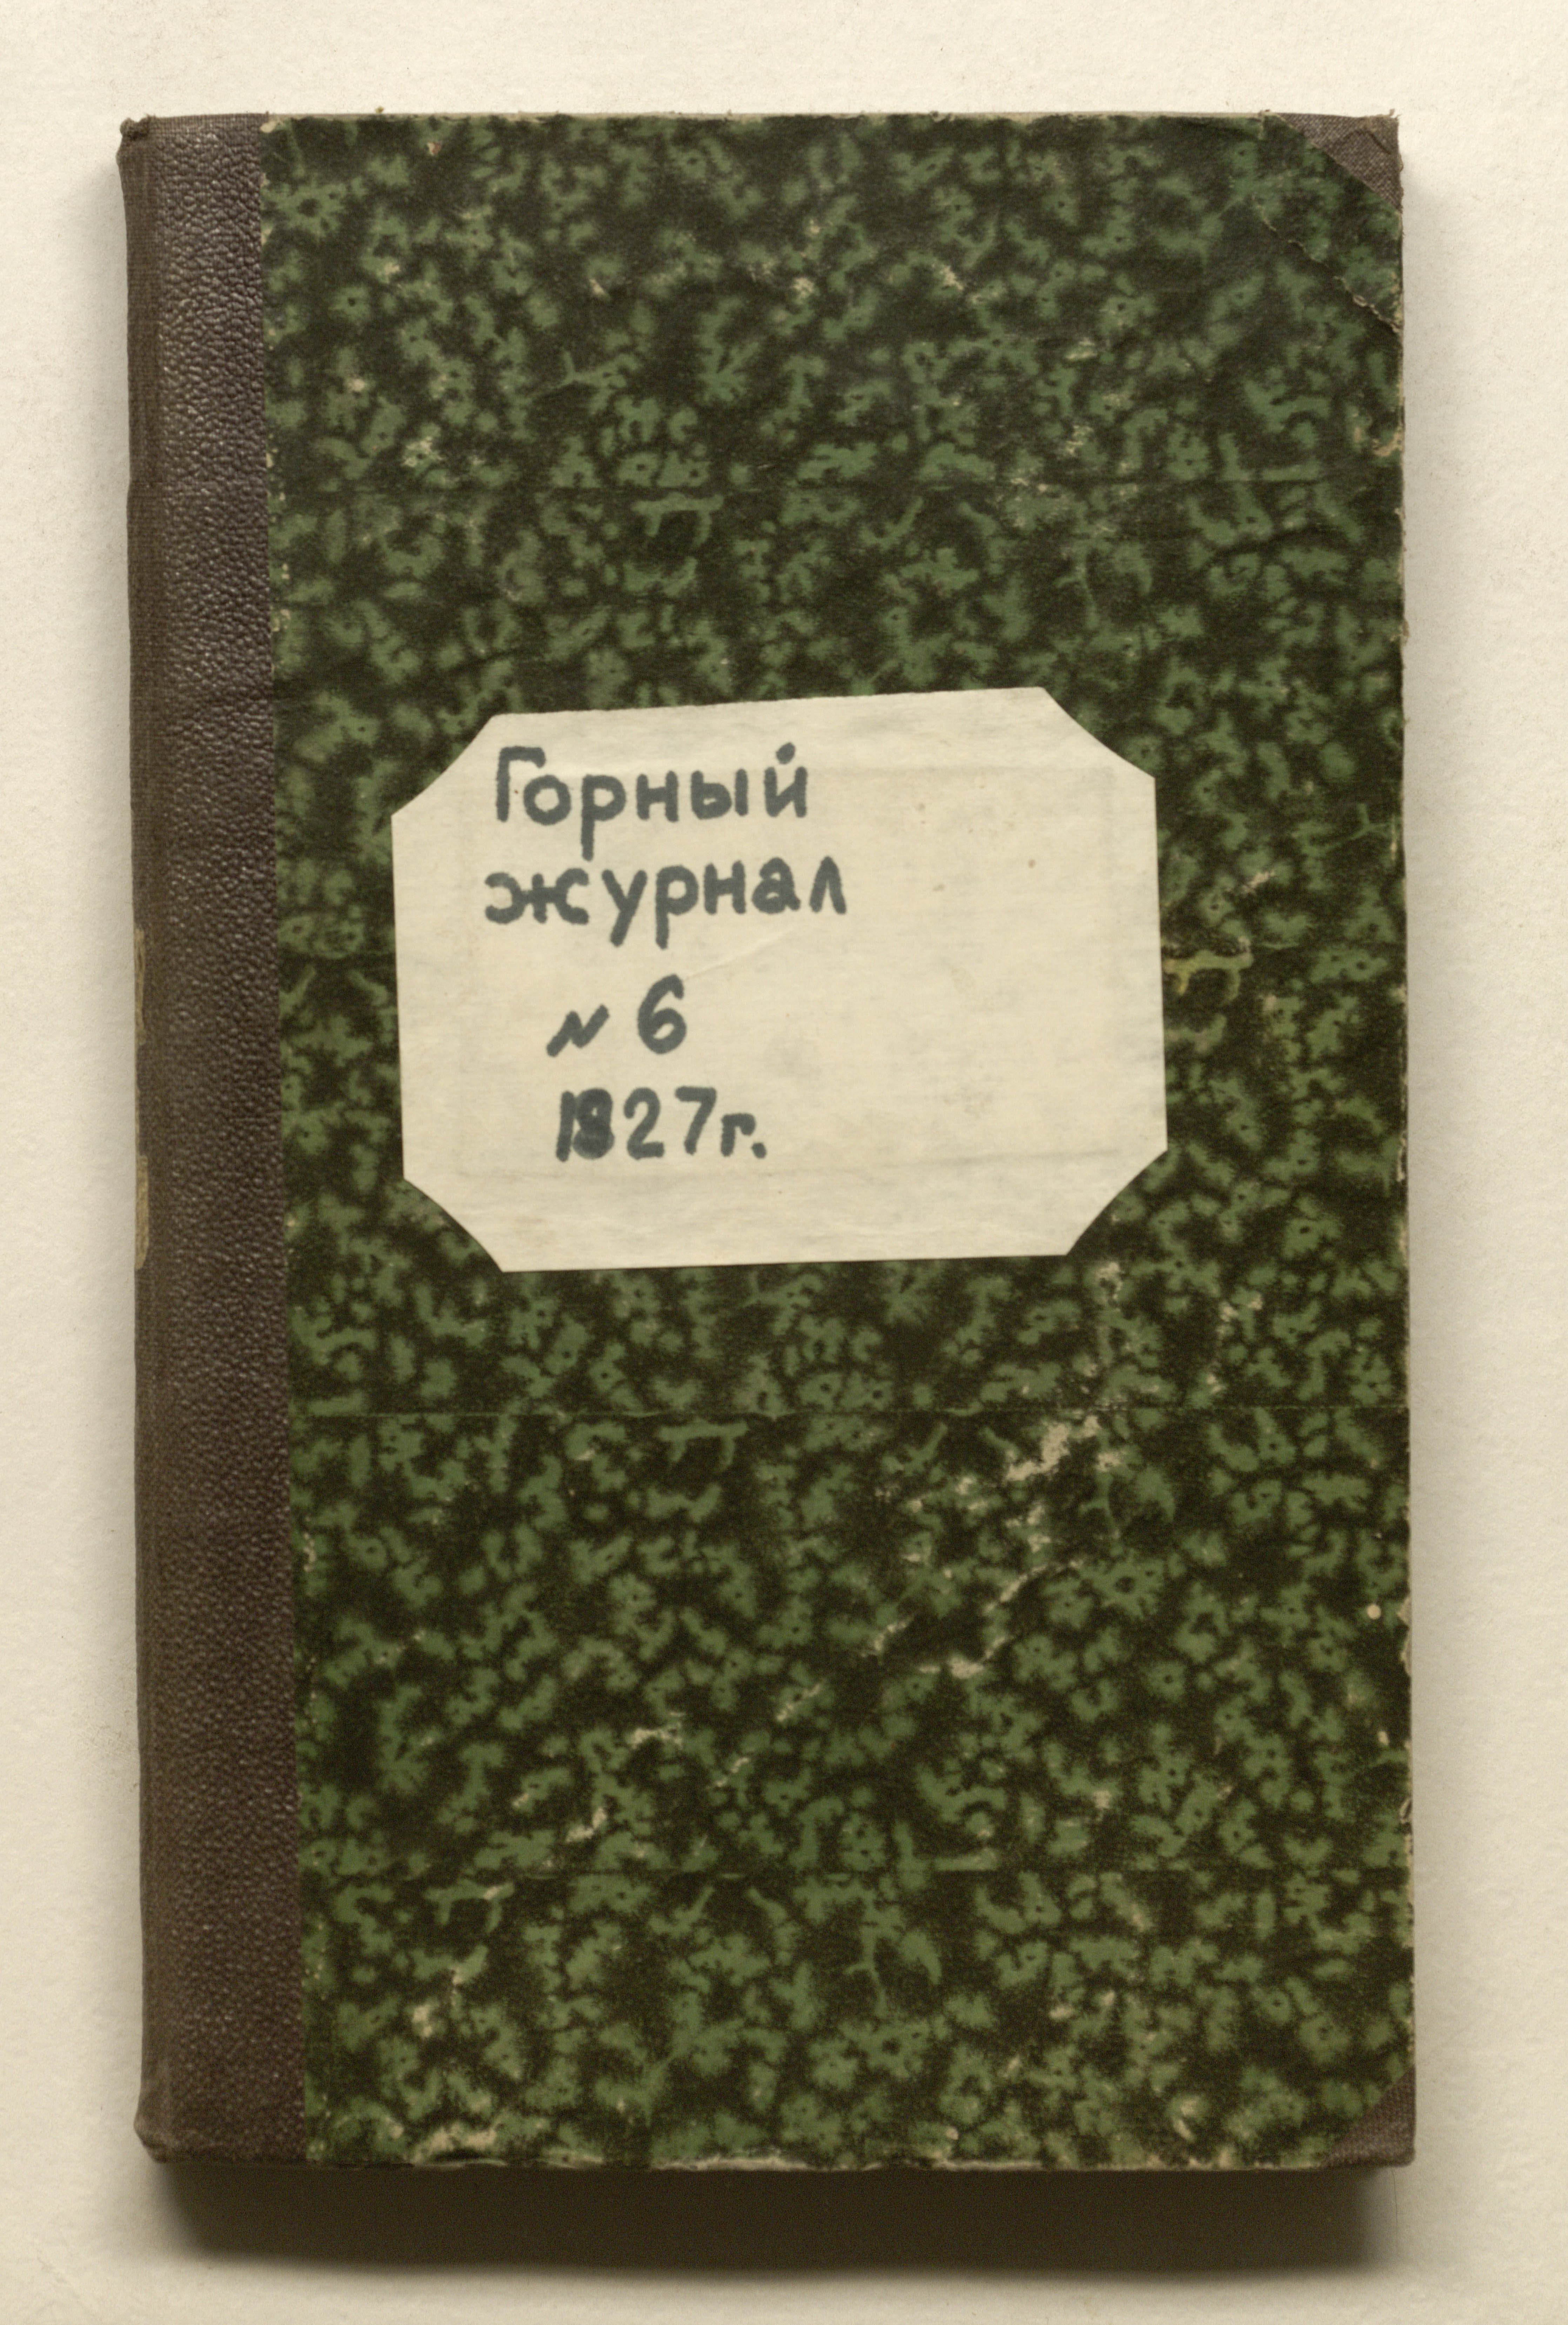 Горный
журнал
№ 6
1827г.